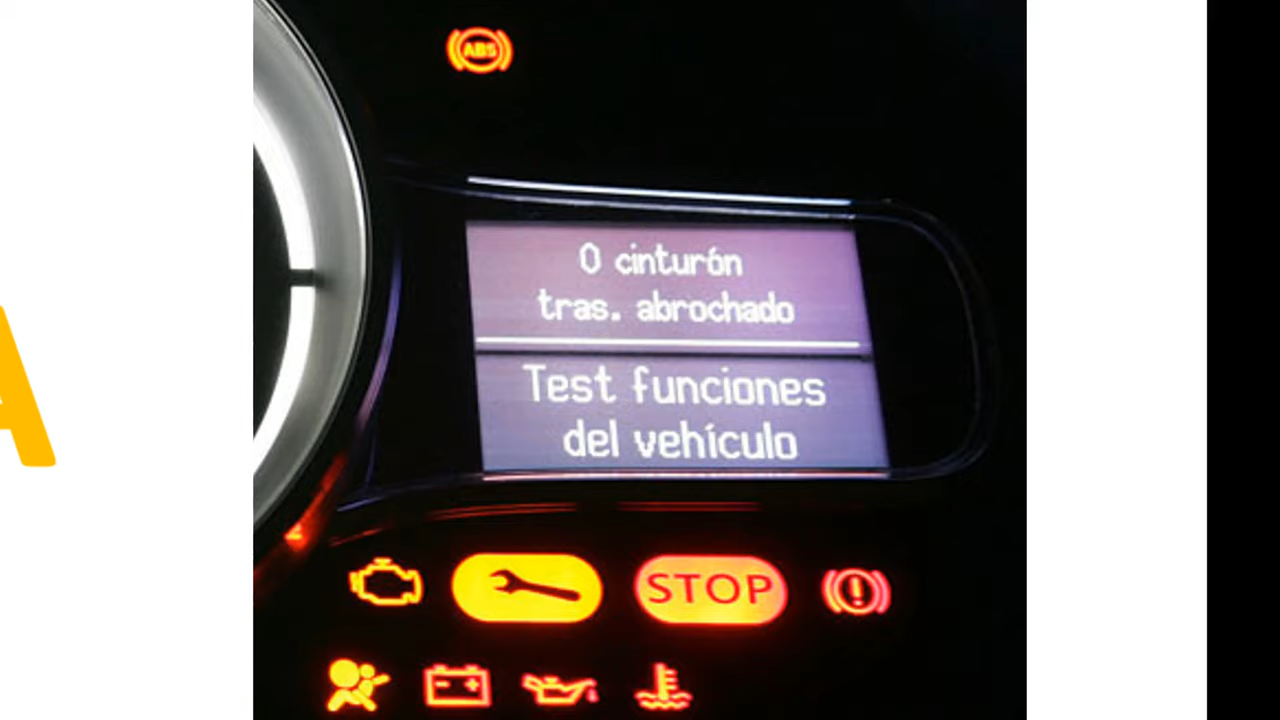 ABS
0 cinturón
tras. abrochado
Test funciones
del vehículo
STOP
A